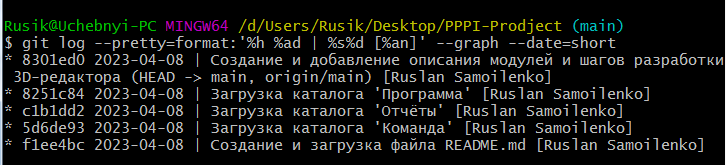 Rusik@Uchebnyi-PC MINGW64 /d/Users/Rusik/Desktop/PPPI-Prodject (main)
$ git log --pretty=format:'%h %ad | %s%d [%an]' --graph --date=short
* 8301ed0 2023-04-08 | Создание и добавление описания модулей и шагов разработки
 3D-редактора (HEAD -> main, origin/main) [Ruslan Samoilenko]
* 8251c84 2023-04-08 | Загрузка каталога 'Программа' [Ruslan Samoilenko]
* c1b1dd2 2023-04-08 | Загрузка каталога 'Отчёты' [Ruslan Samoilenko]
* 5d6de93 2023-04-08 | Загрузка каталога 'Команда' [Ruslan Samoilenko]
* f1ee4bc 2023-04-08 | Создание и загрузка файла README.md [Ruslan Samoilenko]